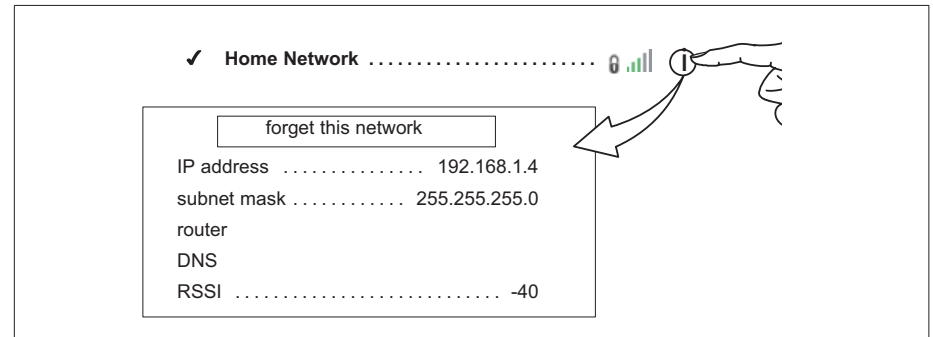 ✓ Home Network ........................ i
forget this network
IP address ............... 192.168.1.4
subnet mask ............ 255.255.255.0
router
DNS
RSSI ............................ -40